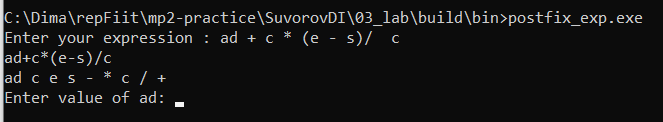 C:\Dima\repFiit\mp2-practice\SuvorovDI\03_lab\build\bin>postfix_exp.exe
Enter your expression : ad + c * (e - s)/  c
ad+c*(e-s)/c
ad c e s - * c / +
Enter value of ad: